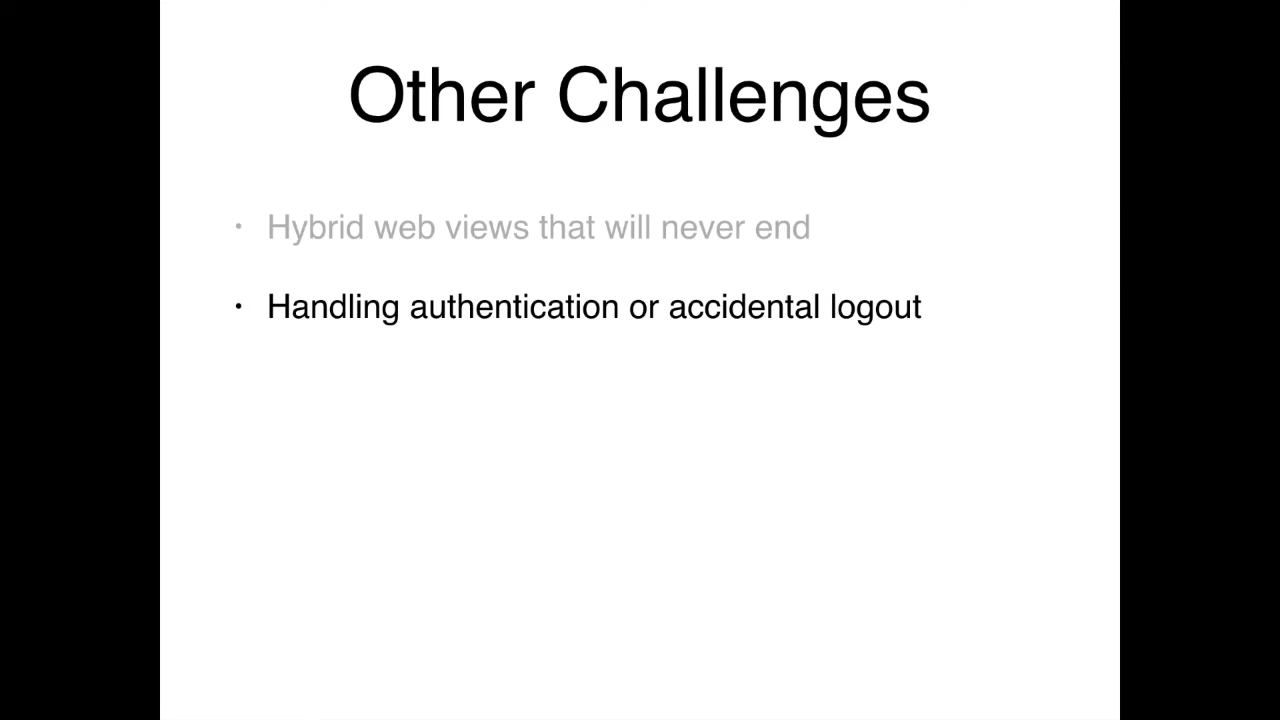 Other Challenges
• Hybrid web views that will never end
• Handling authentication or accidental logout